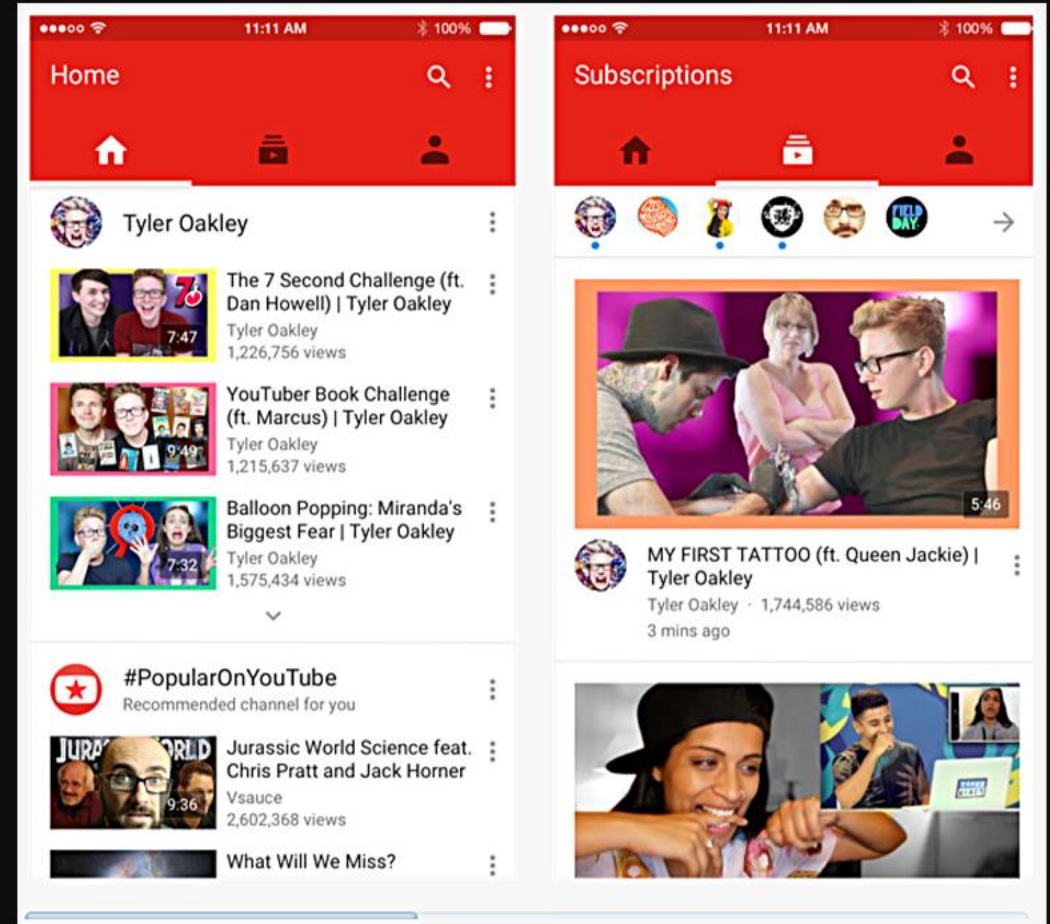 11:11 AM
100%
Home
Tyler Oakley
The 7 Second Challenge (ft.
Dan Howell) | Tyler Oakley
Tyler Oakley
1,226,756 views
7:47
YouTuber Book Challenge
(ft. Marcus) | Tyler Oakley
Tyler Oakley
1,215,637 views
9:49
Balloon Popping: Miranda's
Biggest Fear | Tyler Oakley
Tyler Oakley
1,575,434 views
7:32
#PopularOnYouTube
Recommended channel for you
Jurassic World Science feat.
Chris Pratt and Jack Horner
Vsauce
2,602,368 views
9:36
What Will We Miss?
11:11 AM
100%
Subscriptions
FIELD
DAY.
5:46
MY FIRST TATTOO (ft. Queen Jackie) |
Tyler Oakley
Tyler Oakley · 1,744,586 views
3 mins ago